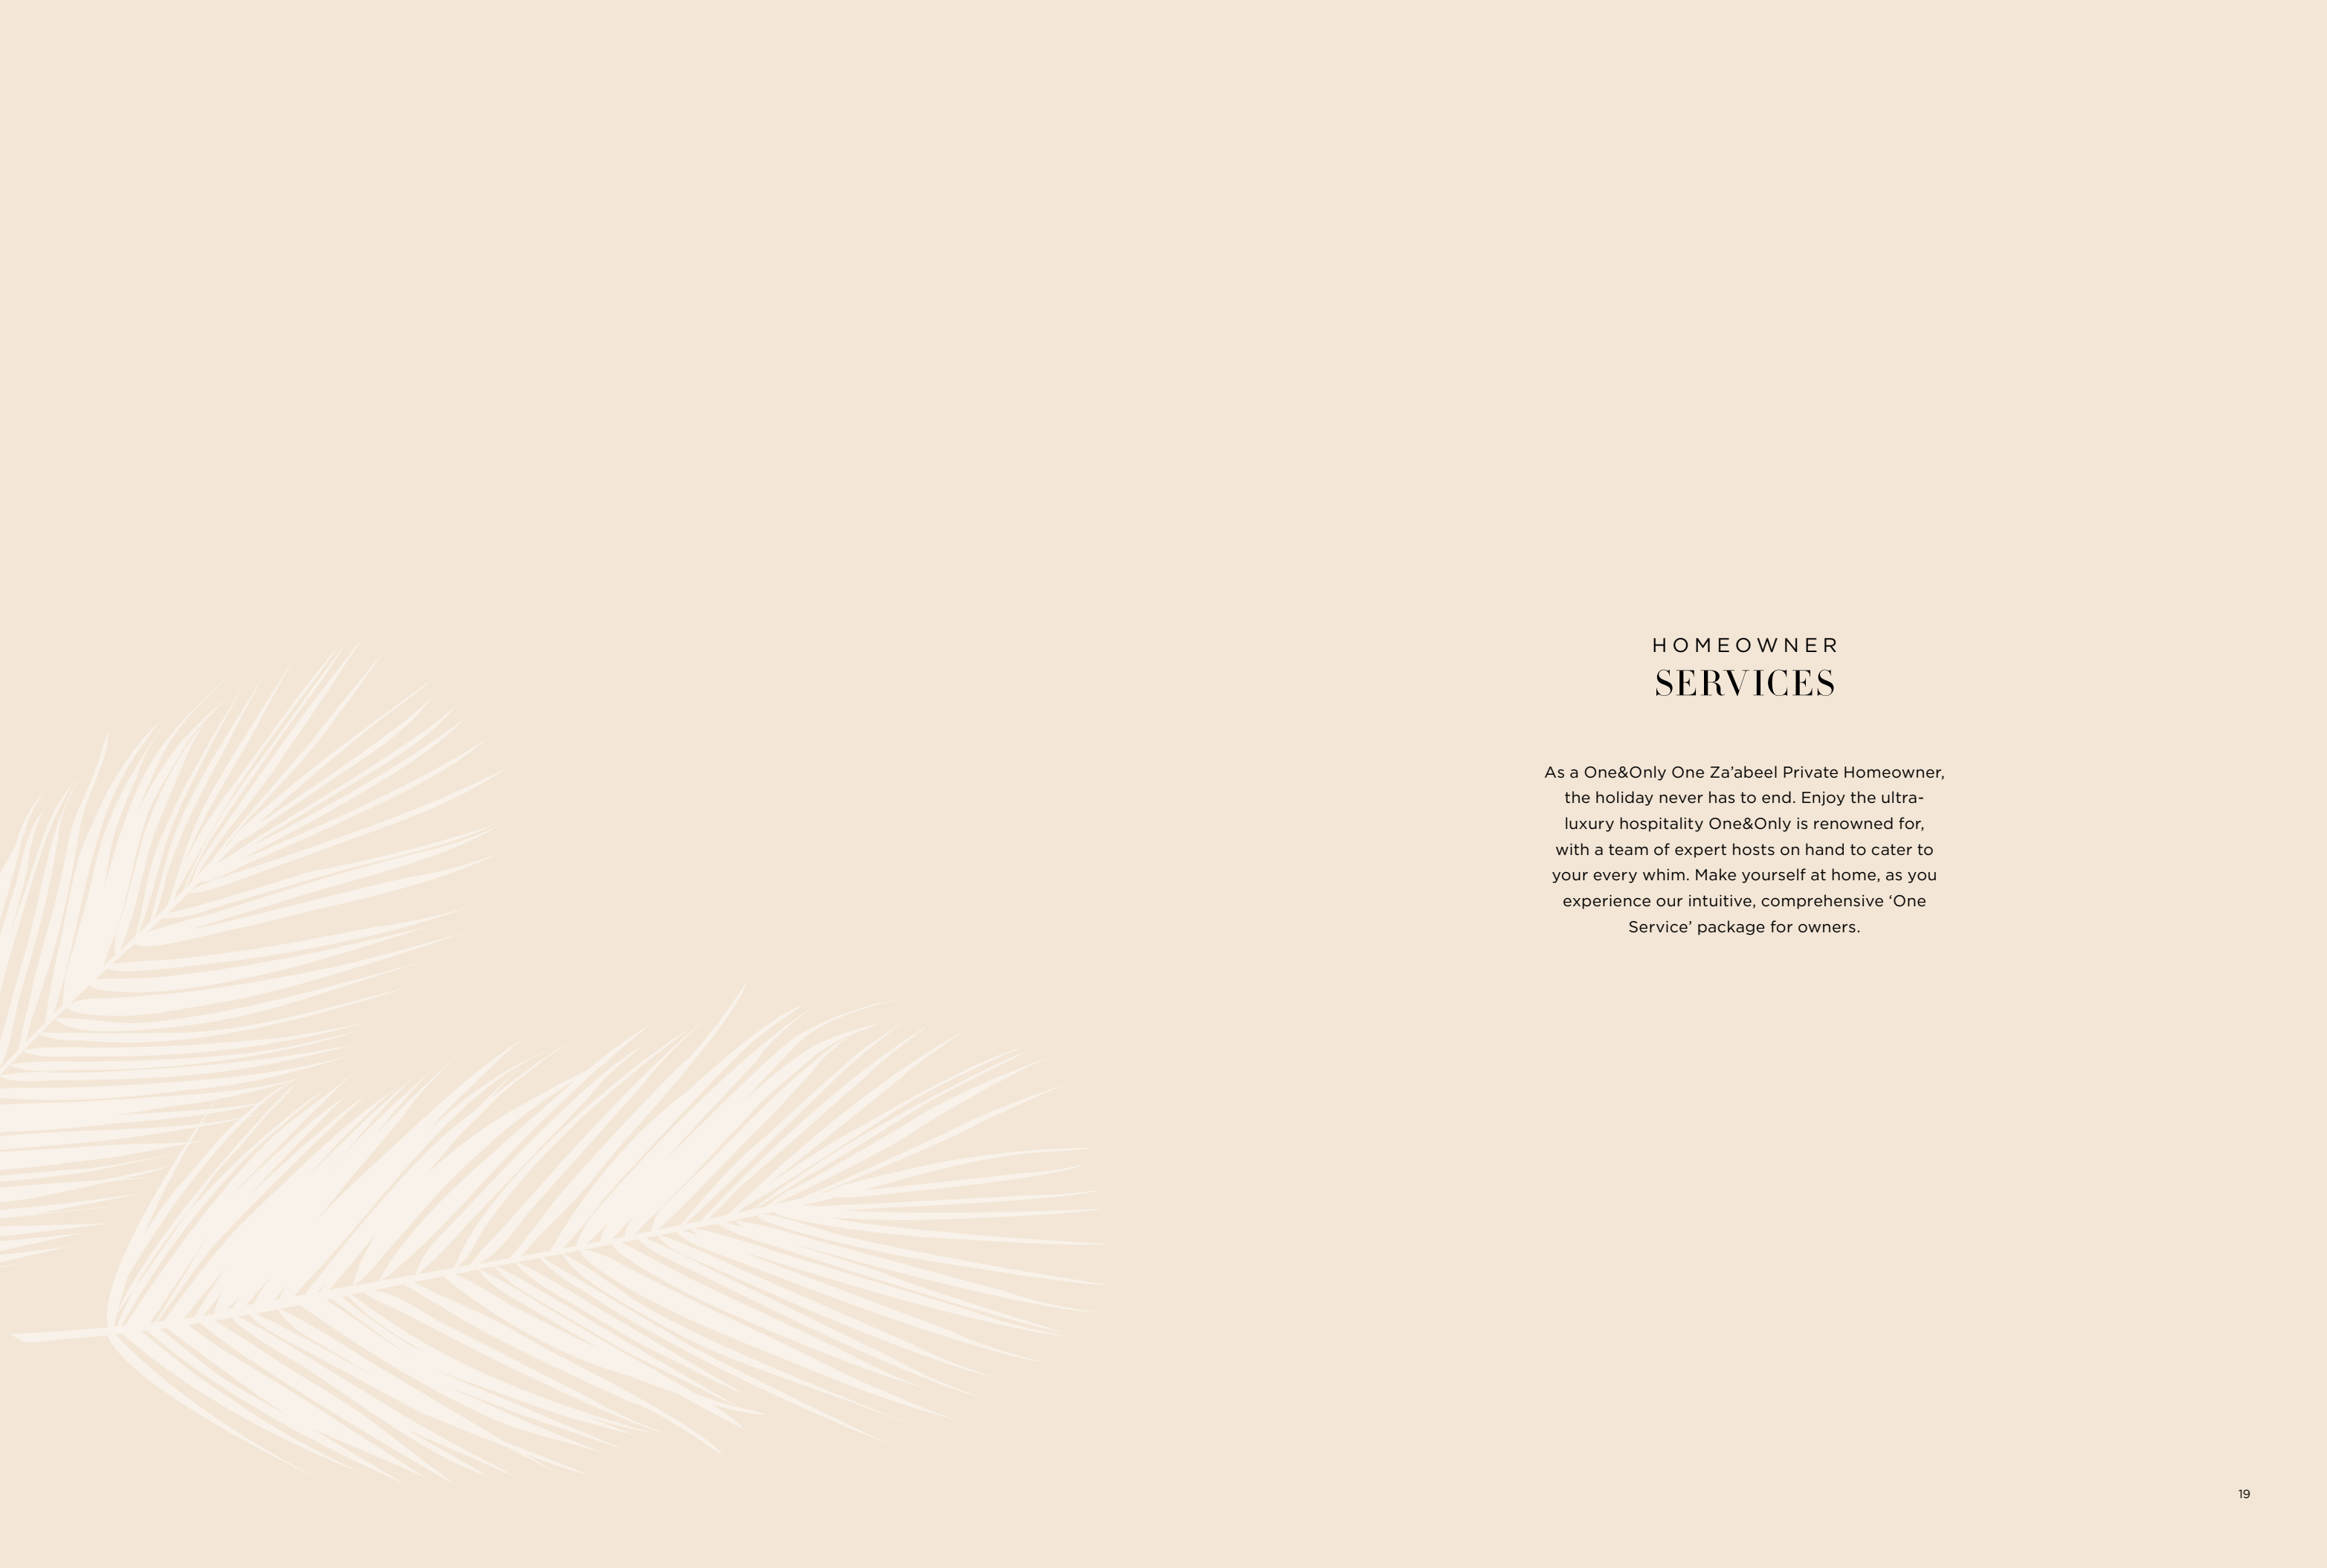 HOMEOWNER
SERVICES
As a One&Only One Za’abeel Private Homeowner,
the holiday never has to end. Enjoy the ultra-
luxury hospitality One&Only is renowned for,
with a team of expert hosts on hand to cater to
your every whim. Make yourself at home, as you
experience our intuitive, comprehensive ‘One
Service’ package for owners.
19